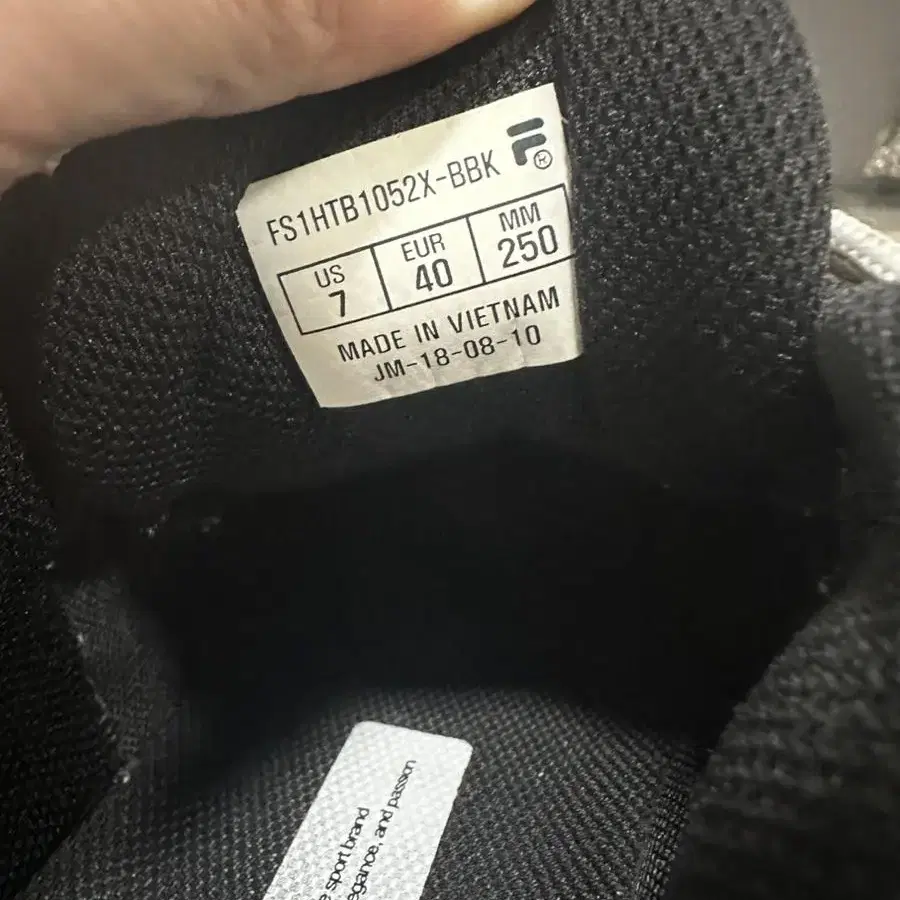 FS1HTB1052X-BBK
US EUR MM
7 40 250
MADE IN VIETNAM
JM-18-08-10
sport brand
and passion